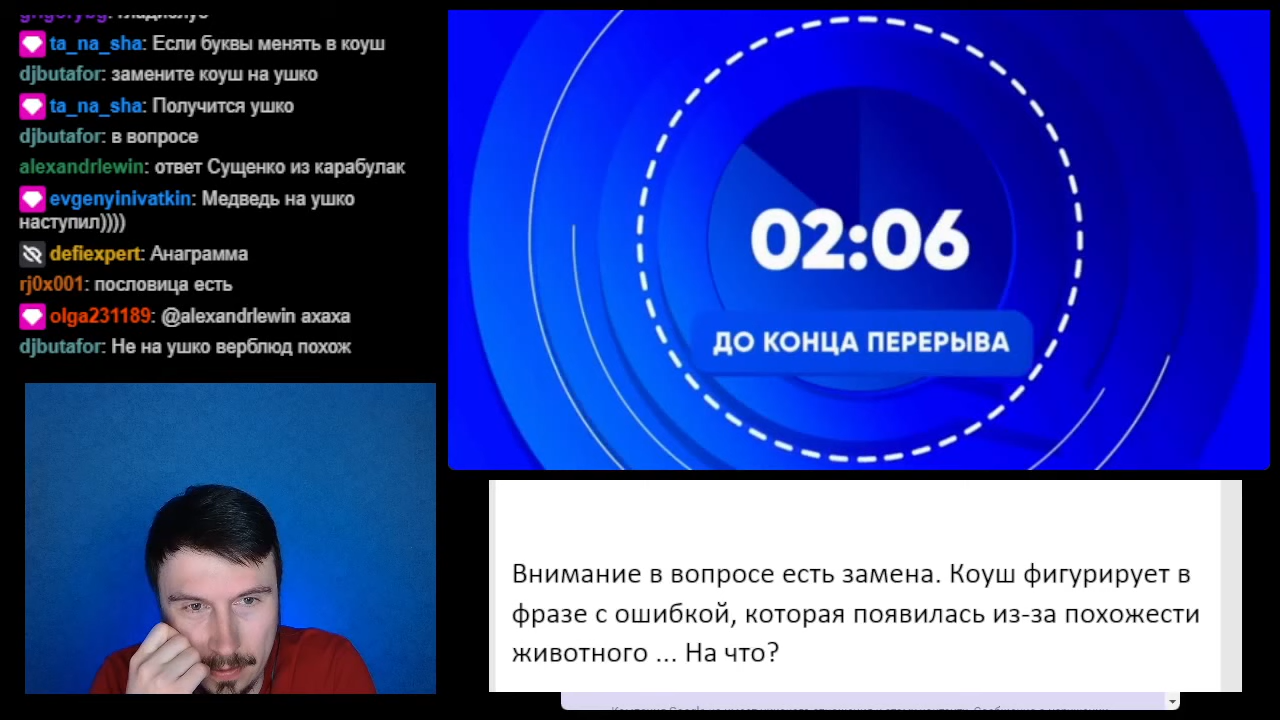 ta_na_sha: Если буквы менять в коуш
djbutafor: замените коуш на ушко
ta_na_sha: Получится ушко
djbutafor: в вопросе
alexandrlewin: ответ Сущенко из карабулак
evgenyinivatkin: Медведь на ушко
наступил))))
defiexpert: Анаграмма
rj0x001: пословица есть
olga231189: @alexandrlewin ахаха
djbutafor: Не на ушко верблюд похож
02:06
ДО КОНЦА ПЕРЕРЫВА
Внимание в вопросе есть замена. Коуш фигурирует в
фразе с ошибкой, которая появилась из-за похожести
животного ... На что?